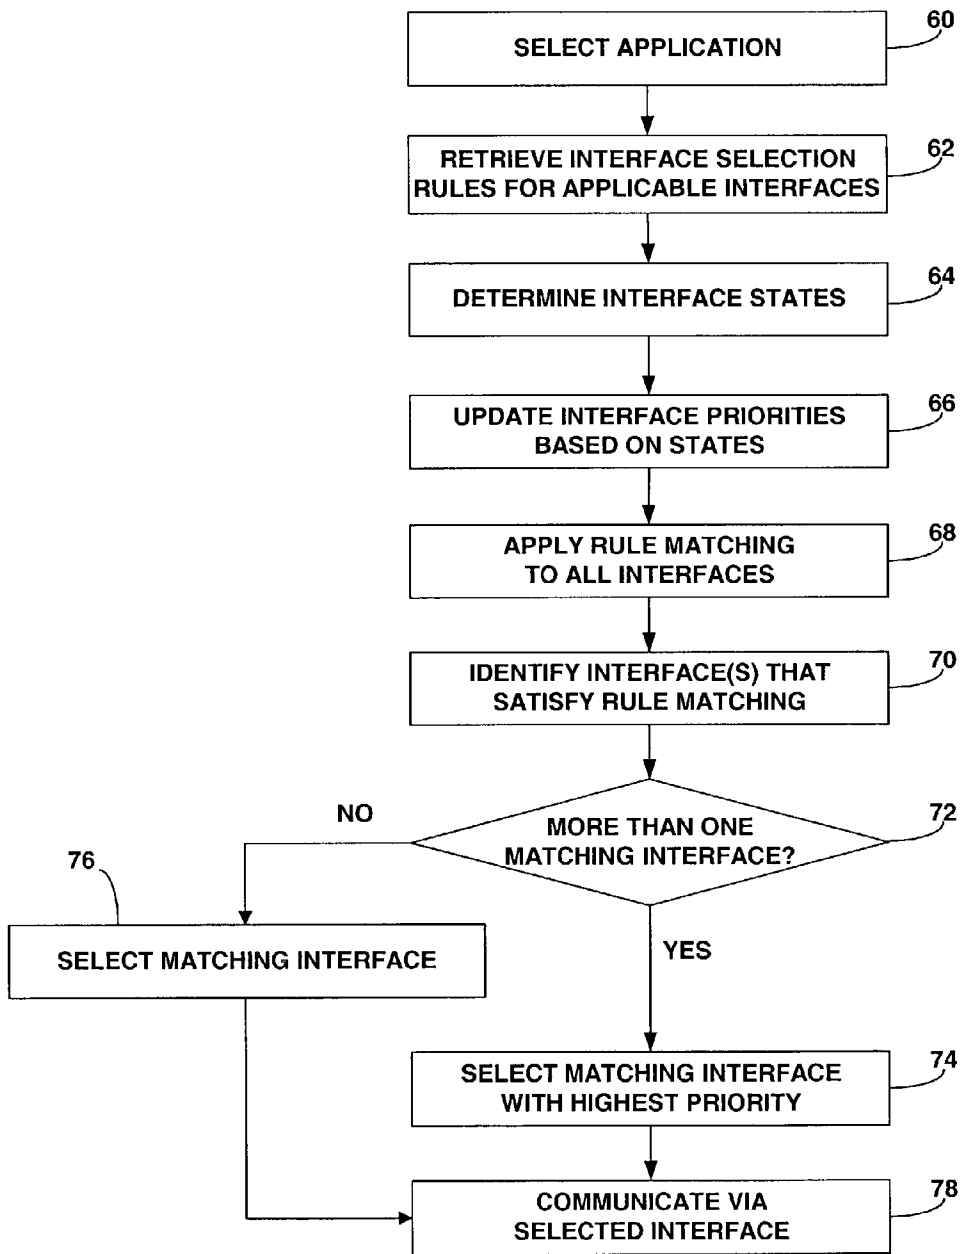 60
SELECT APPLICATION
62
RETRIEVE INTERFACE SELECTION
RULES FOR APPLICABLE INTERFACES
64
DETERMINE INTERFACE STATES
66
UPDATE INTERFACE PRIORITIES
BASED ON STATES
68
APPLY RULE MATCHING
TO ALL INTERFACES
70
IDENTIFY INTERFACE(S) THAT
SATISFY RULE MATCHING
72
NO
MORE THAN ONE
MATCHING INTERFACE?
76
YES
SELECT MATCHING INTERFACE
74
SELECT MATCHING INTERFACE
WITH HIGHEST PRIORITY
78
COMMUNICATE VIA
SELECTED INTERFACE